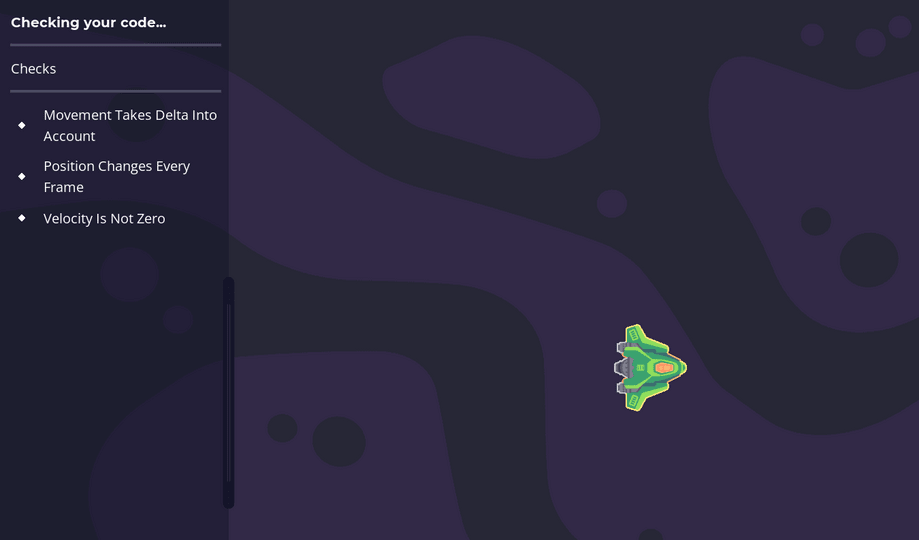 Checking your code...
Checks
Movement Takes Delta Into
Account
Position Changes Every
Frame
Velocity Is Not Zero